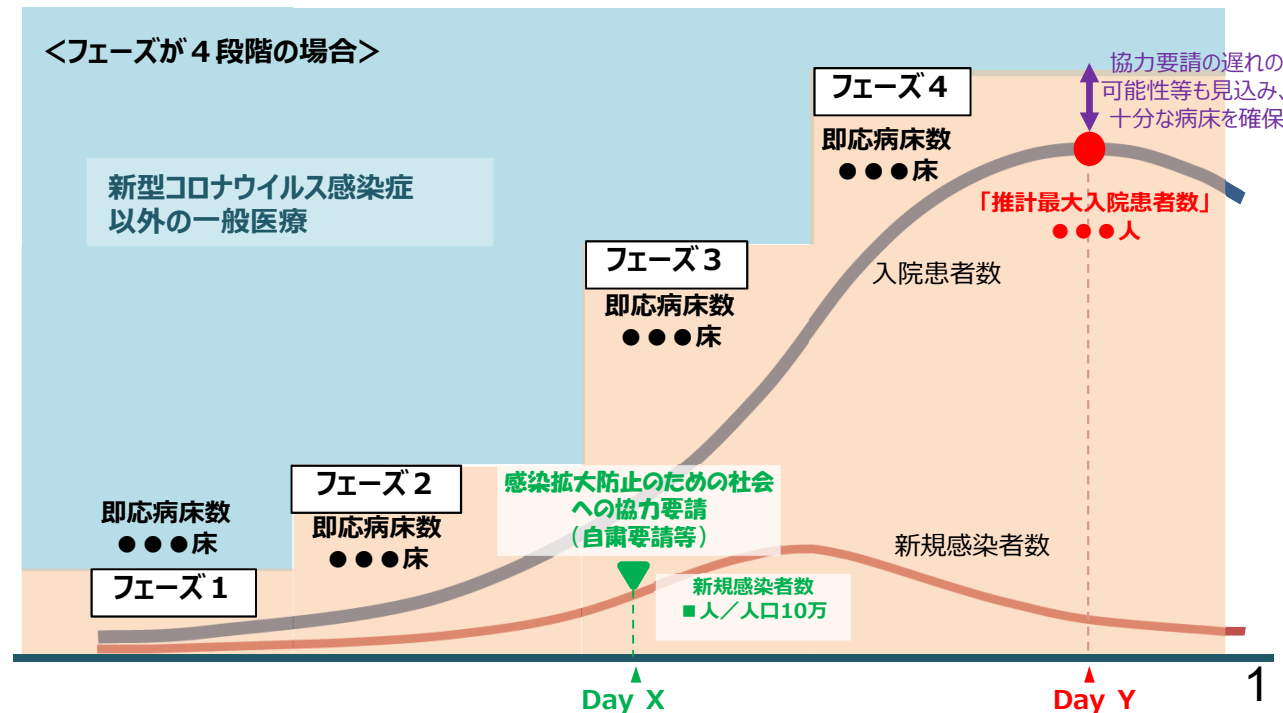 ＜フェーズが４段階の場合＞
協力要請の遅れの
可能性等も見込み、
十分な病床を確保
フェーズ４
即応病床数
●●●床
新型コロナウイルス感染症
以外の一般医療
「推計最大入院患者数」
●●●人
フェーズ３
入院患者数
即応病床数
●●●床
フェーズ２
感染拡大防止のための社会
への協力要請
（自粛要請等）
即応病床数
●●●床
即応病床数
●●●床
新規感染者数
フェーズ１
新規感染者数
■人／人口10万
Day X
Day Y
1